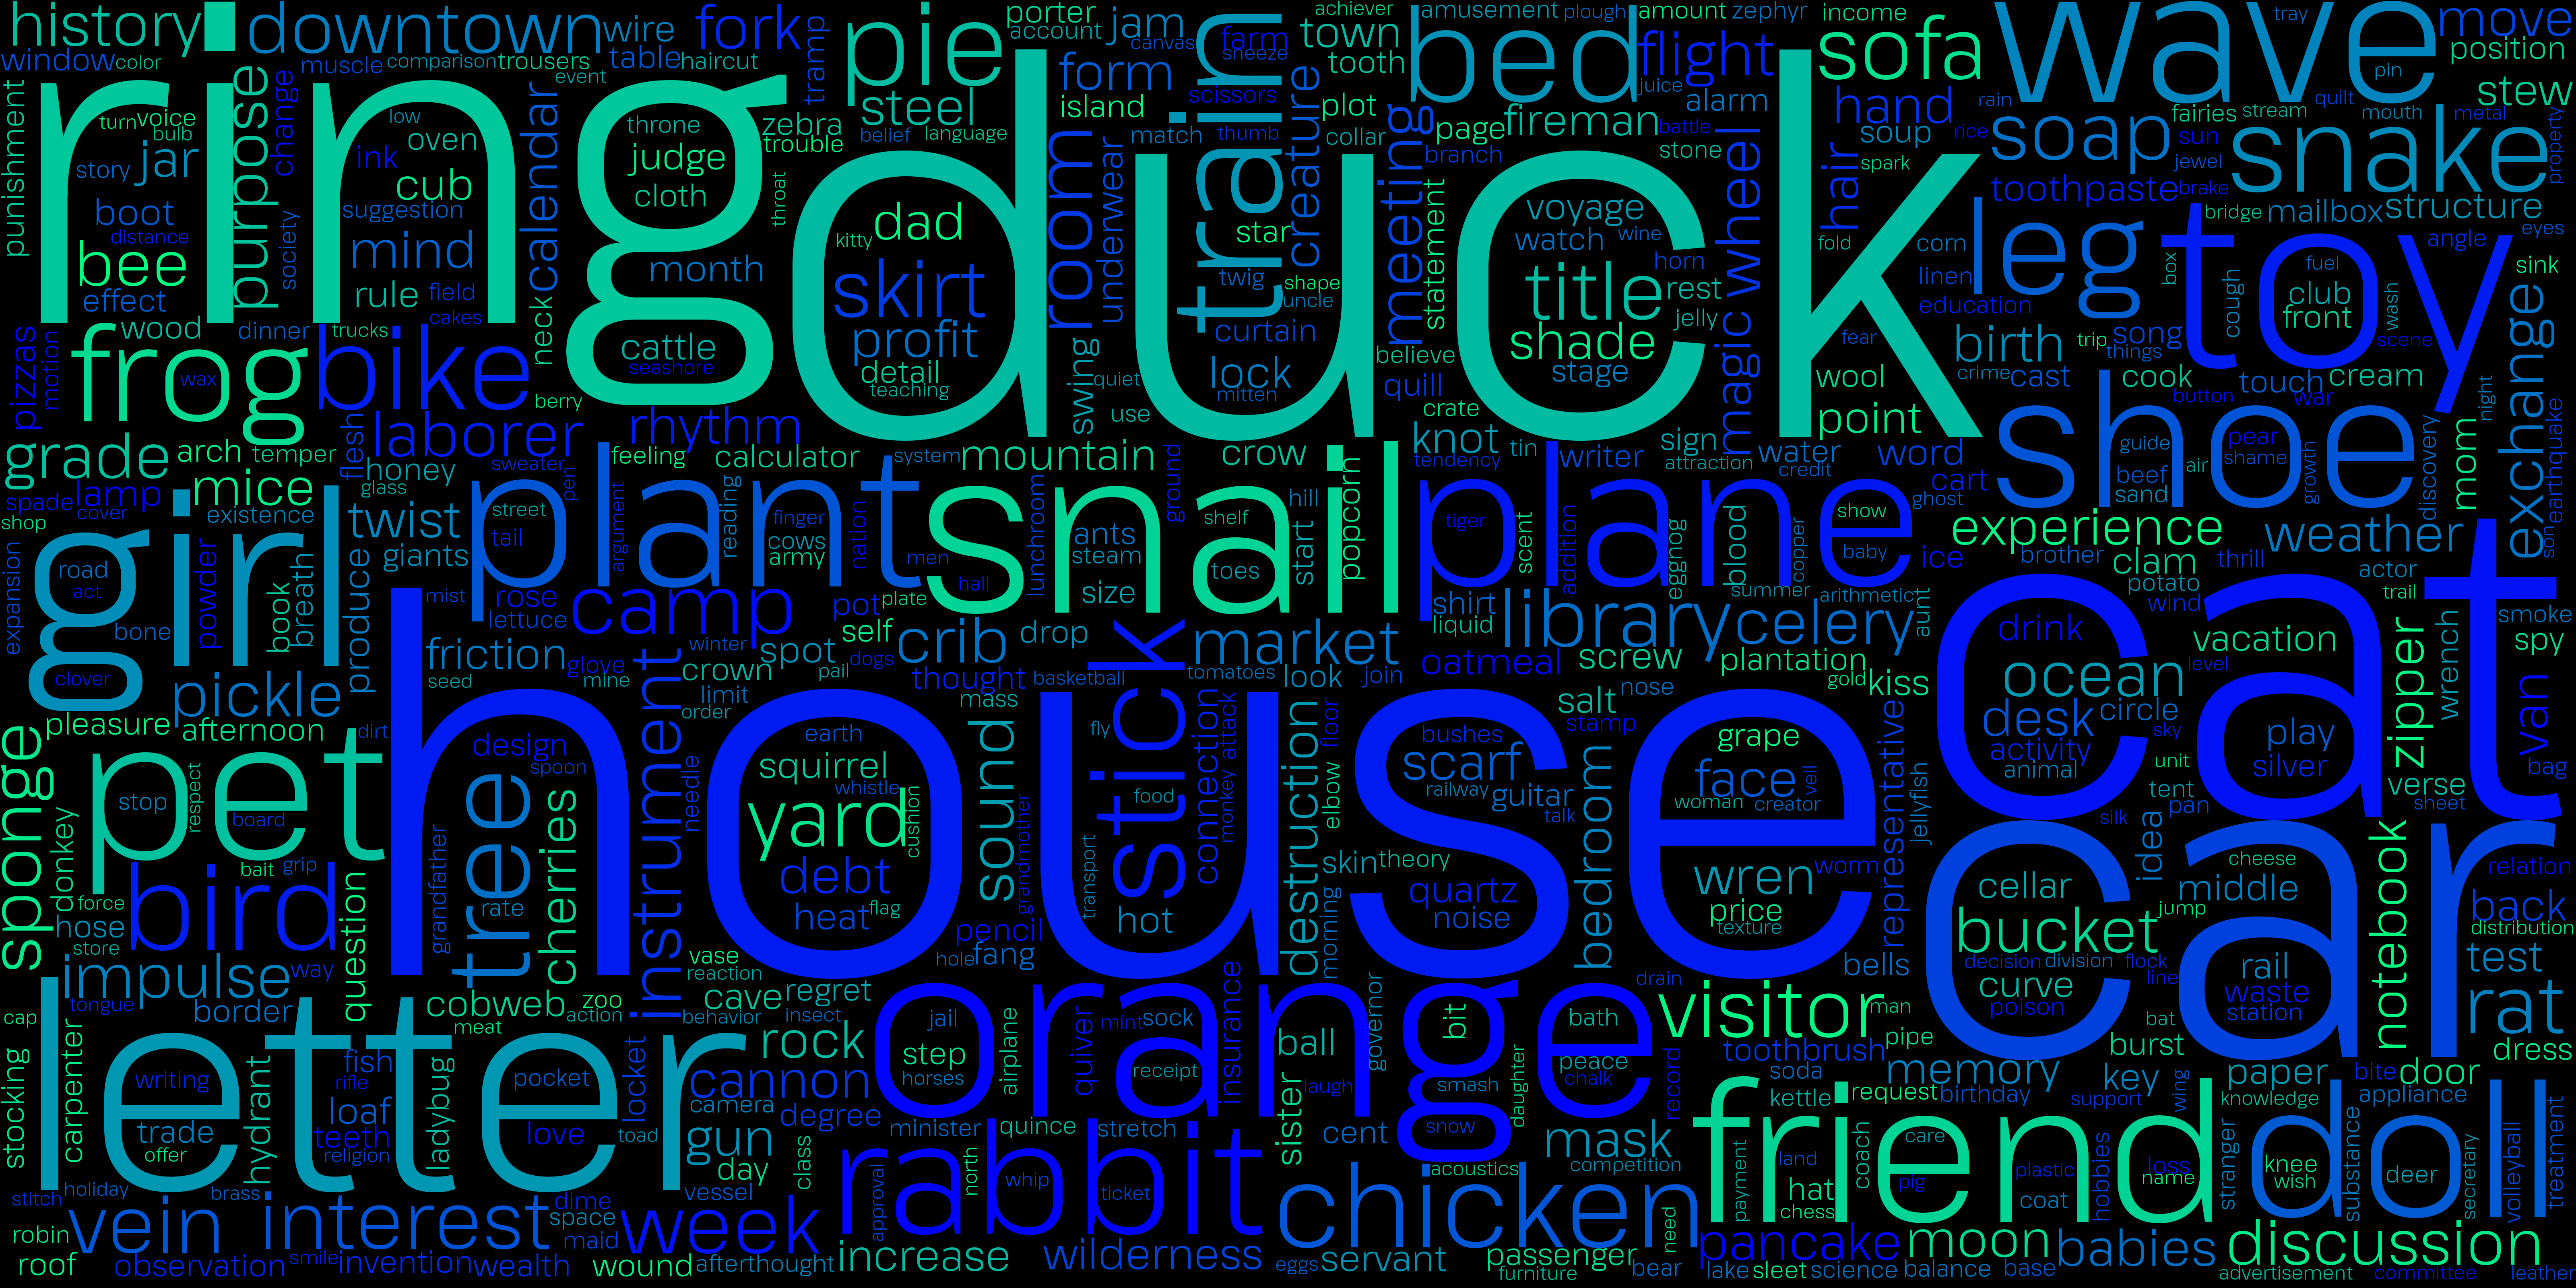 history
downtown
wire
fork
pie
porter
account
jam
canvas
achiever
farm
sneeze
town
tooth
bed
amusement
plough
amount
zephyr
income
sofa
wave
tray
move
position
window
color
muscle
comparison
trousers
event
table
haircut
tramp
steel
form
island
scissors
train
creature
plot
fireman
flight
juice
alarm
hand
rain
pin
stew
ring
punishment
turn
voice
bulb
change
purpose
low
oven
ink
cub
calendar
throne
judge
cloth
zebra
trouble
belief
language
room
match
thumb
collar
page
battle
stone
branch
meeting
soup
rice
spark
soap
fairies
stream
quilt
mouth
metal
sun
jewel
snake
property
story
jar
boot
distance
society
suggestion
mind
throat
kitty
dad
duck
underwear
star
statement
voyage
watch
wine
wheel
magic
hair
toothpaste
brake
bridge
mailbox
structure
bee
effect
rule
field
cakes
month
skirt
twig
shape
uncle
horn
title
rest
fold
corn
linen
leg
education
toy
angle
eyes
box
fuel
club
front
cough
wash
sink
wood
dinner
trucks
neck
cattle
seashore
profit
detail
teaching
swing
quiet
curtain
lock
mitten
believe
quill
shade
stage
jelly
fear
birth
crime
cast
song
trip
things
scene
exchange
pizzas
motion
frog
wax
bike
berry
laborer
rhythm
use
crate
wool
point
cook
touch
cream
button
war
night
mom
grade
arch
temper
flesh
honey
glass
sweater
pen
feeling
calculator
system
mountain
crow
knot
tin
tendency
writer
sign
attraction
water
credit
word
cart
ghost
shoe
guide
beef
sand
air
pear
shame
growth
discovery
earthquake
spade
lamp
cover
mice
shop
existence
twist
giants
street
tail
plant
argument
reading
finger
cows
army
nation
men
snail
hall
lunchroom
ants
steam
size
ground
shelf
toes
hill
start
popcorn
plane
tiger
scent
addition
eggnog
blood
summer
copper
show
baby
ice
experience
brother
clam
potato
wind
thrill
weather
actor
trail
son
expansion
girl
road
act
bone
clover
powder
book
breath
produce
mist
rose
lettuce
camp
winter
pot
plate
self
crib
drop
market
shirt
liquid
library
arithmetic
celery
aunt
cat
drink
vacation
level
smoke
spy
pickle
friction
seed
glove
mine
instrument
crown
limit
order
spot
pail
dogs
thought
mass
basketball
stick
tomatoes
look
join
oatmeal
screw
salt
stamp
nose
plantation
gold
kiss
ocean
desk
circle
sky
zipper
wrench
van
pleasure
afternoon
dirt
house
design
spoon
needle
earth
squirrel
whistle
yard
cushion
sound
fly
food
connection
monkey attack
destruction
floor
elbow
bushes
scarf
railway
guitar
talk
bedroom
grape
face
woman
creator
veil
representative
jellyfish
activity
animal
play
silver
unit
tent
pan
silk
verse
sheet
bag
sponge
pet
stop
respect
donkey
board
bait
grip
force
hose
store
bird
question
grandfather
tree
rate
cherries
debt
heat
flag
grandmother
transport
pencil
hot
morning
skin
theory
quartz
noise
wren
price
texture
worm
car
cellar
idea
cheese
middle
notebook
relation
back
distribution
impulse
way
tongue
border
cobweb
meat
zoo
action
vase
reaction
behavior
cave
regret
insect
hole
fang
insurance
orange
drain
visitor
man
bells
bucket
jump
decision
division
flock
line
curve
poison
rail
waste
station
test
rat
cap
stocking
carpenter
letter
writing
trade
offer
hydrant
fish
rifle
loaf
teeth
religion
ladybug
pocket
love
toad
locket
rock
cannon
camera
degree
gun
day
class
jail
step
horses
airplane
quiver
mint
sock
receipt
ball
laugh
governor
bit
smash
snow
daughter
bath
peace
chalk
record
toothbrush
pipe
soda
kettle
memory
request
birthday
key
support
bat
burst
wing
paper
knowledge
bite
door
appliance
dress
stitch
holiday
brass
vein
interest
dime
space
maid
vessel
week
minister
rabbit
approval
north
quince
whip
stretch
ticket
sister
cent
chicken
acoustics
mask
competition
need
friend
payment
land
hat
chess
coach
care
pig
plastic
coat
hobbies
loss
name
stranger
doll
knee
wish
substance
deer
secretary
volleyball
treatment
robin
roof
observation
smile
invention
wealth
wound
afterthought
increase
wilderness
eggs
servant
passenger
furniture
bear
pancake
lake
sleet
moon
science
balance
base
babies
discussion
advertisement
committee
leather